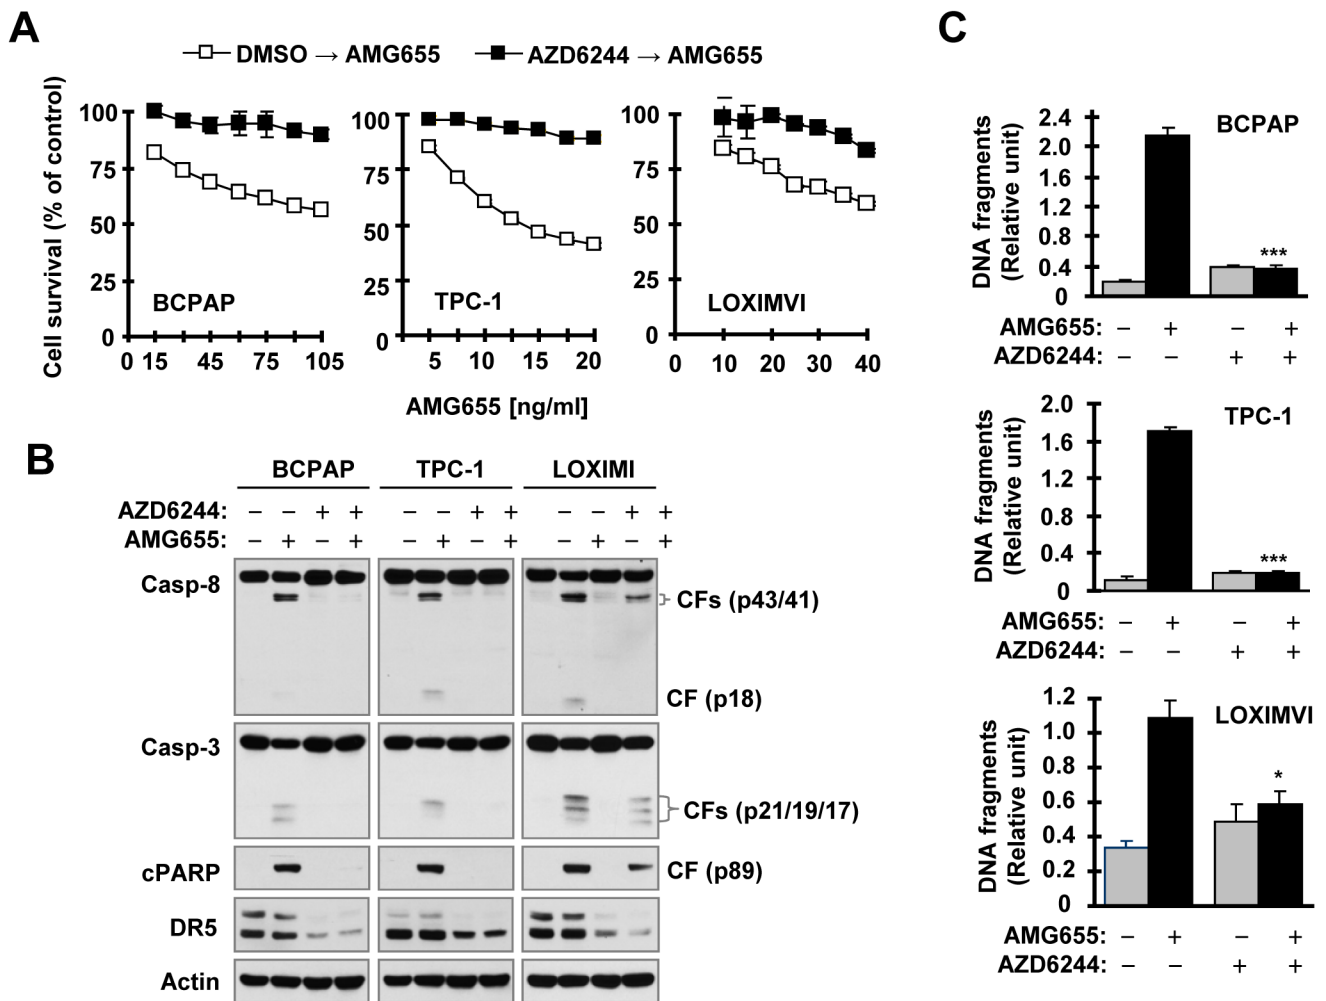 A
DMSO → AMG655 AZD6244 → AMG655
Cell survival (% of control)
100
75
50
25
0
BCPAP
0 15 45 75 105
100
75
50
25
0
TPC-1
5 10 15 20
100
75
50
25
0
LOXIMVI
0 10 20 30 40
AMG655 [ng/ml]
B
BCPAP TPC-1 LOXIMI
AZD6244: − − + + − − + + − + +
AMG655: − + − + − + − + − + − +
Casp-8
CFs (p43/41)
CF (p18)
Casp-3
CFs (p21/19/17)
cPARP
CF (p89)
DR5
Actin
C
DNA fragments
(Relative unit)
2.4
2.0
1.6
1.2
0.8
0.4
0
BCPAP
***
AMG655: − + − +
AZD6244: − − + +
DNA fragments
(Relative unit)
2.0
1.6
1.2
0.8
0.4
0
TPC-1
***
AMG655: − + − +
AZD6244: − − + +
DNA fragments
(Relative unit)
1.2
1.0
0.8
0.6
0.4
0.2
0
LOXIMVI
*
AMG655: − + − +
AZD6244: − − + +